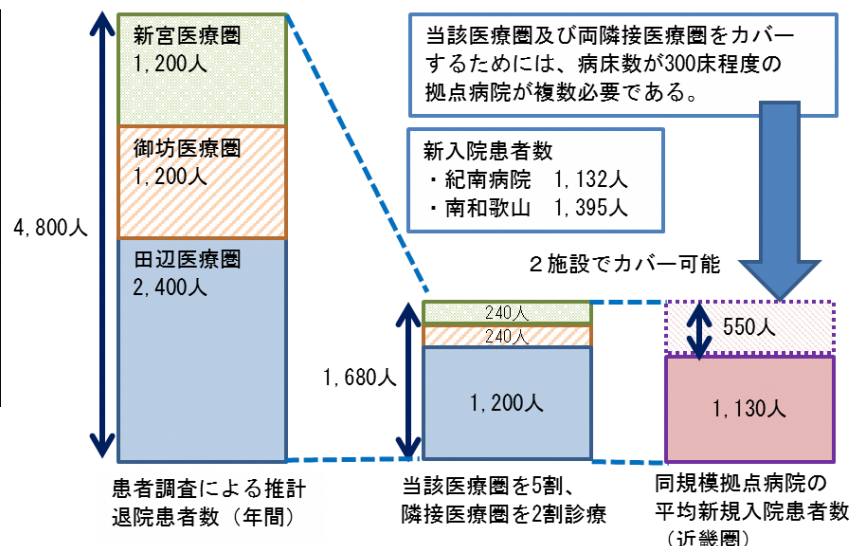 新宮医療圏
1,200人
御坊医療圏
1,200人
田辺医療圏
2,400人
4,800人
患者調査による推計
退院患者数（年間）
当該医療圏及び両隣接医療圏をカバー
するためには、病床数が300床程度の
拠点病院が複数必要である。
新入院患者数
・紀南病院　1,132人
・南和歌山　1,395人
２施設でカバー可能
240人
240人
1,680人
1,200人
当該医療圏を5割、
隣接医療圏を2割診療
550人
1,130人
同規模拠点病院の
平均新規入院患者数
（近畿圏）